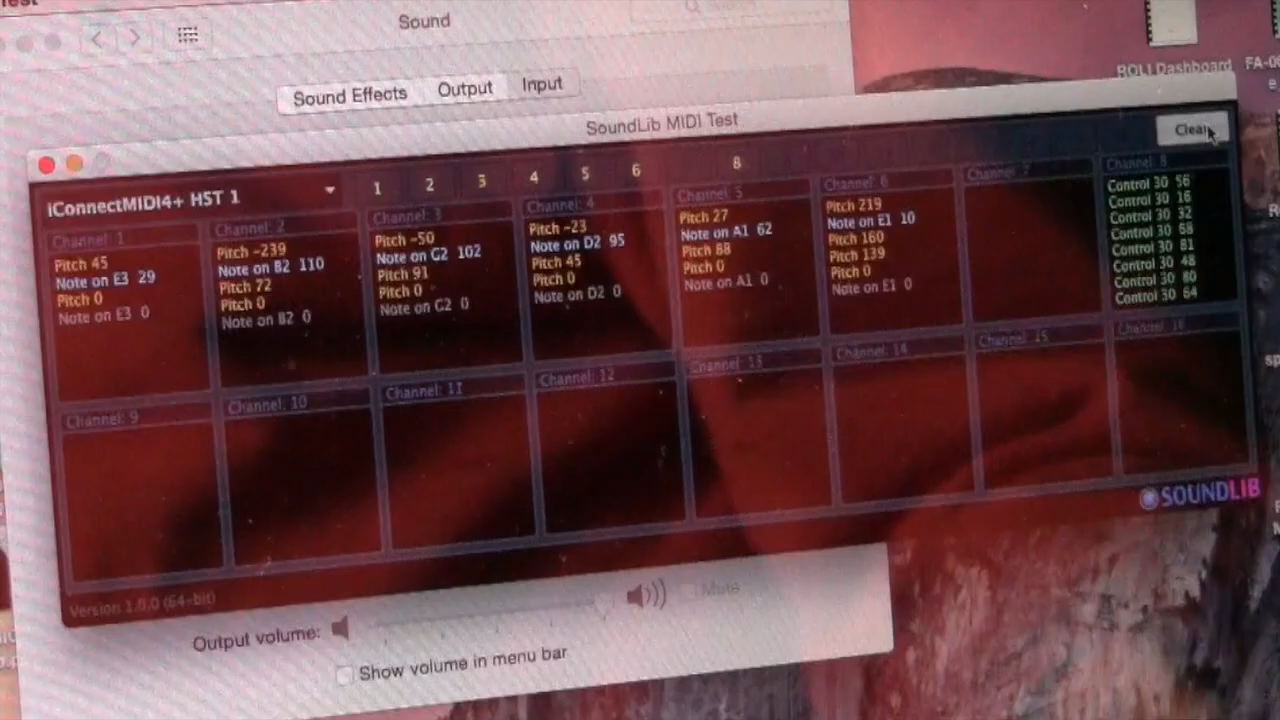 Sound
Sound Effects Output Input
ROLI Dashboard
SoundLib MIDI Test
Clear
iConnectMIDI4+ HST 1
1 2 3 4 5 6 8
Channel: 1
Pitch 45
Note on E3 29
Pitch 0
Note on E3 0
Channel: 2
Pitch -239
Note on B2 110
Pitch 72
Pitch 0
Note on B2 0
Channel: 3
Pitch -50
Note on G2 102
Pitch 91
Pitch 0
Note on G2 0
Channel: 4
Pitch -23
Note on D2 95
Pitch 45
Pitch 0
Note on D2 0
Channel: 5
Pitch 27
Note on A1 62
Pitch 88
Pitch 0
Note on A1 0
Channel: 6
Pitch 219
Note on E1 10
Pitch 160
Pitch 139
Pitch 0
Note on E1 0
Channel: 7
Channel: 8
Control 30 56
Control 30 16
Control 30 32
Control 30 68
Control 30 81
Control 30 48
Control 30 80
Control 30 64
Channel: 9
Channel: 10
Channel: 11
Channel: 12
Channel: 13
Channel: 14
Channel: 15
Channel: 16
SOUNDLIB
Version 1.0.0 (64-bit)
Output volume:
Mute
Show volume in menu bar